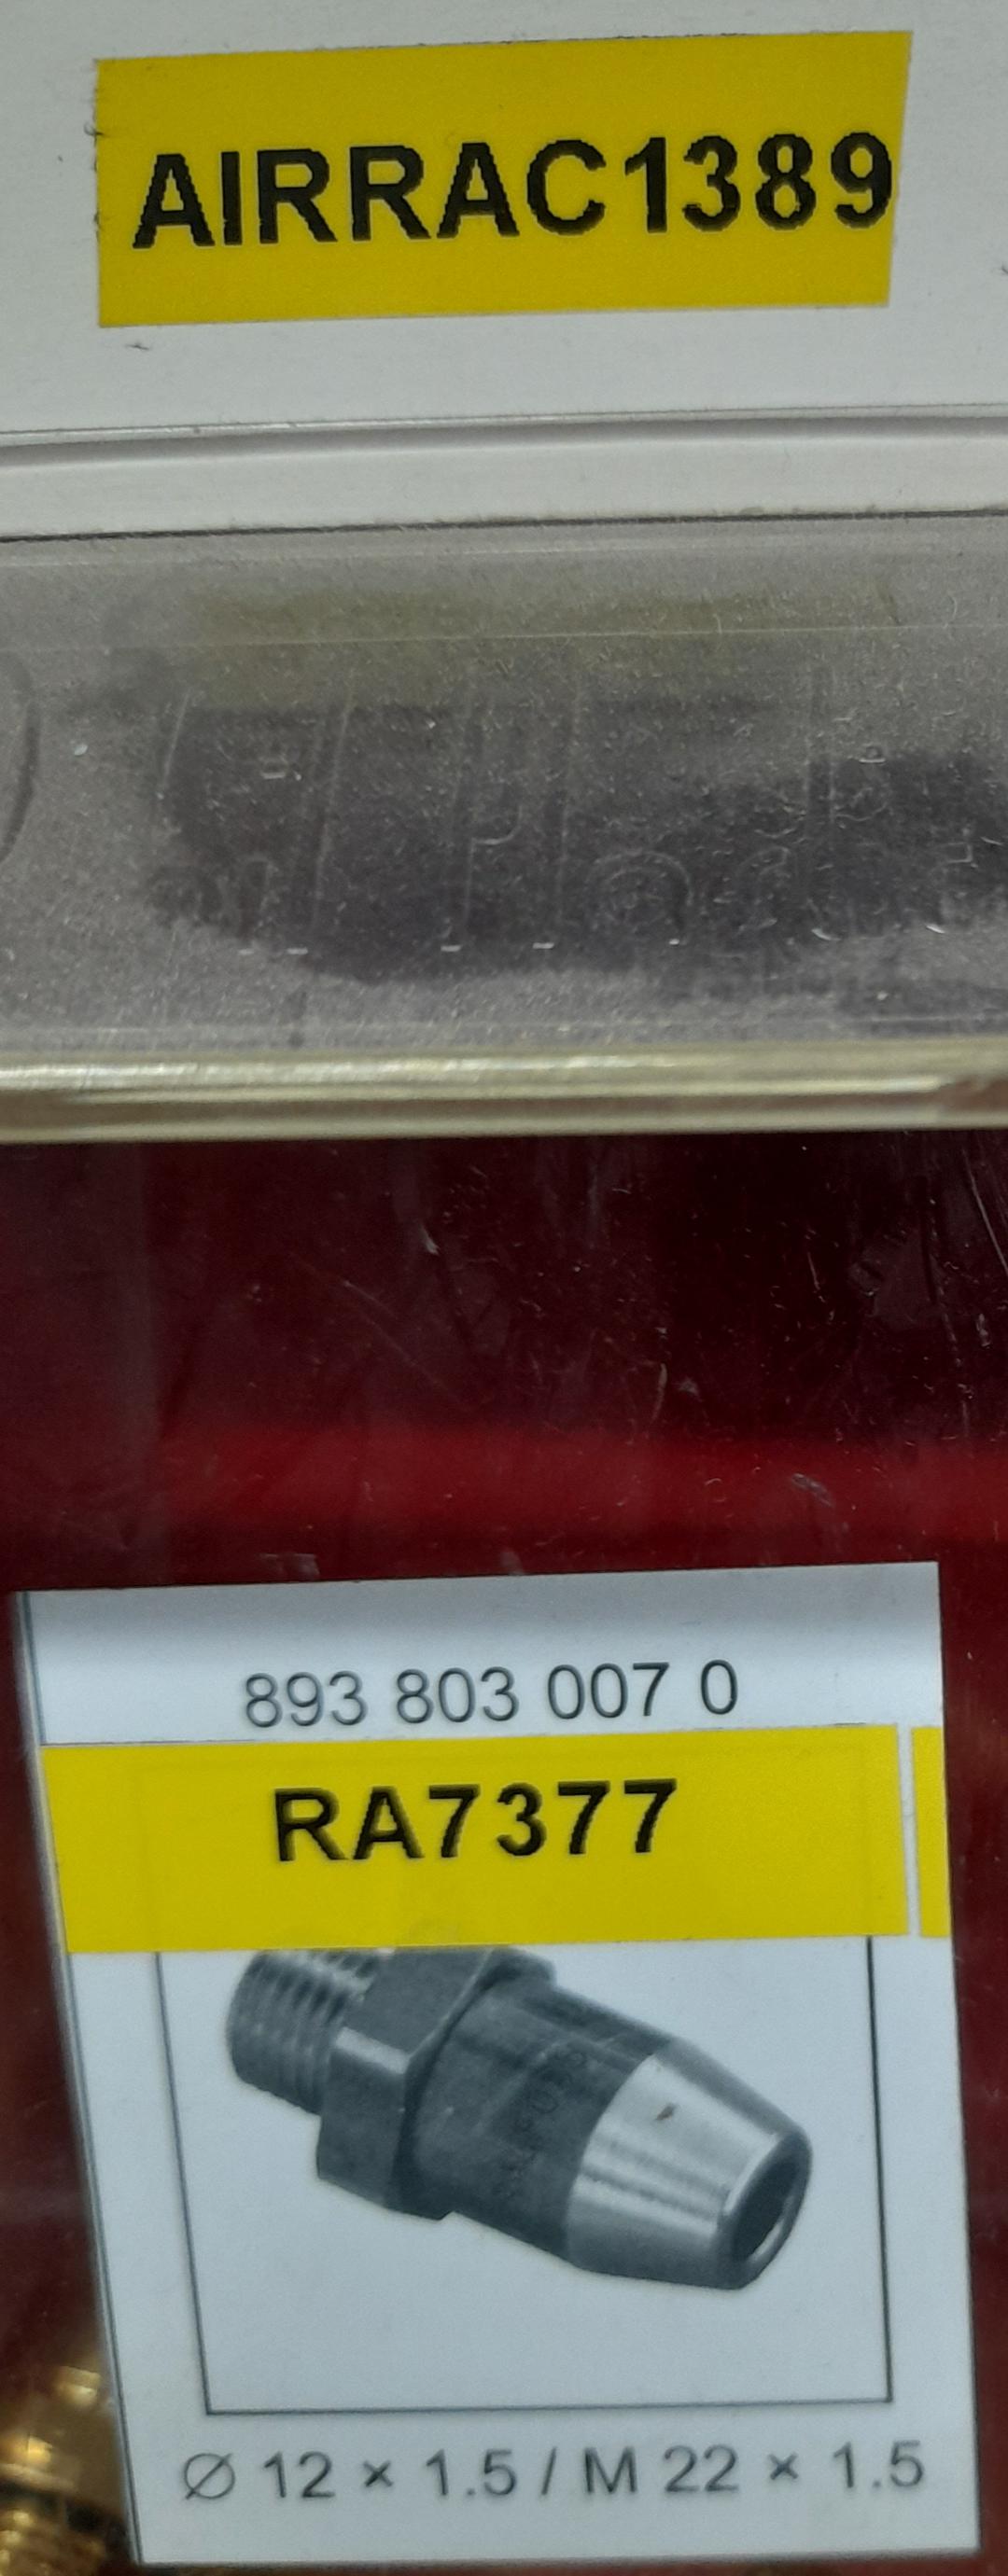 AIRRAC1389
893 803 007 0
RA7377
Ø 12 × 1.5 / M 22 × 1.5